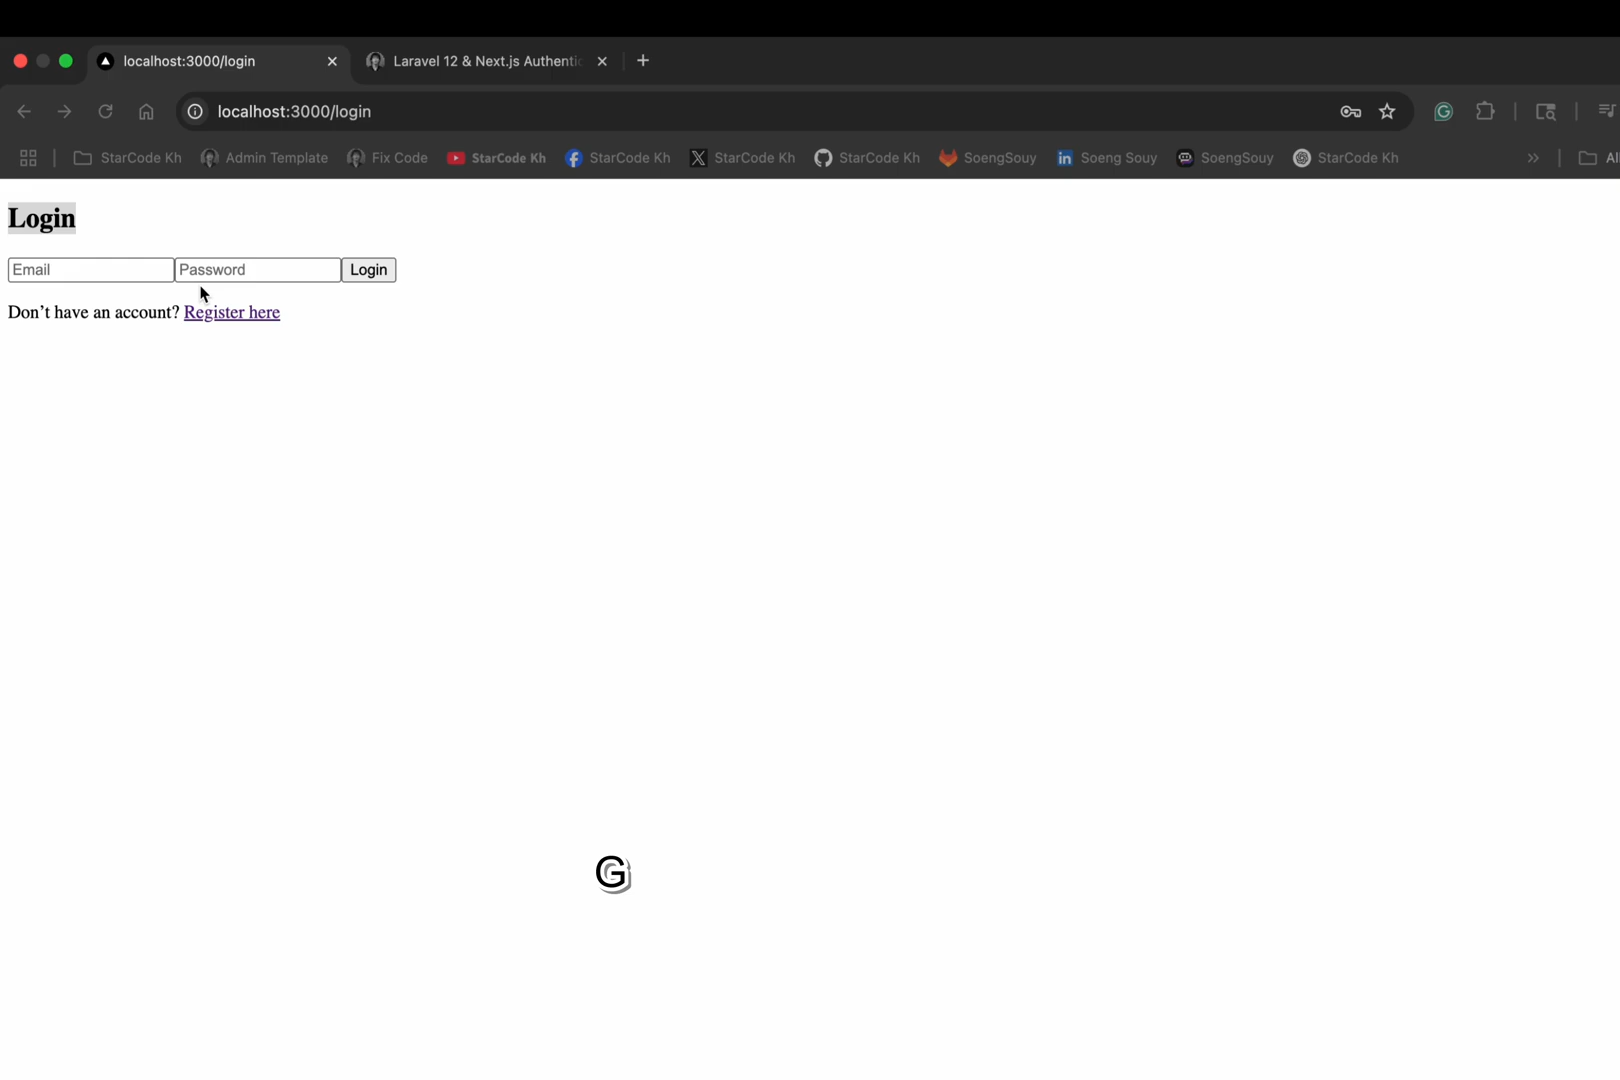 localhost:3000/login
Laravel 12 & Next.js Authentic
localhost:3000/login
StarCode Kh
Admin Template
Fix Code
StarCode Kh
StarCode Kh
StarCode Kh
StarCode Kh
SoengSouy
Soeng Souy
SoengSouy
StarCode Kh
Al
Login
Email
Password
Login
Don’t have an account? Register here
G